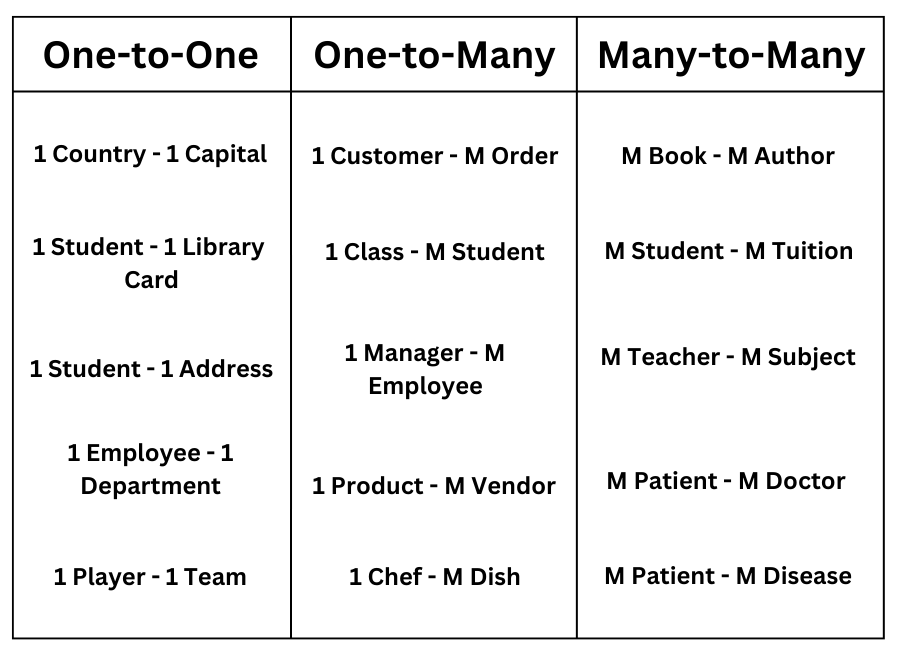 One-to-One
One-to-Many
Many-to-Many
1 Country - 1 Capital
1 Customer - M Order
M Book - M Author
1 Student - 1 Library
Card
1 Class - M Student
M Student - M Tuition
1 Student - 1 Address
1 Manager - M
Employee
M Teacher - M Subject
1 Employee - 1
Department
1 Product - M Vendor
M Patient - M Doctor
1 Player - 1 Team
1 Chef - M Dish
M Patient - M Disease